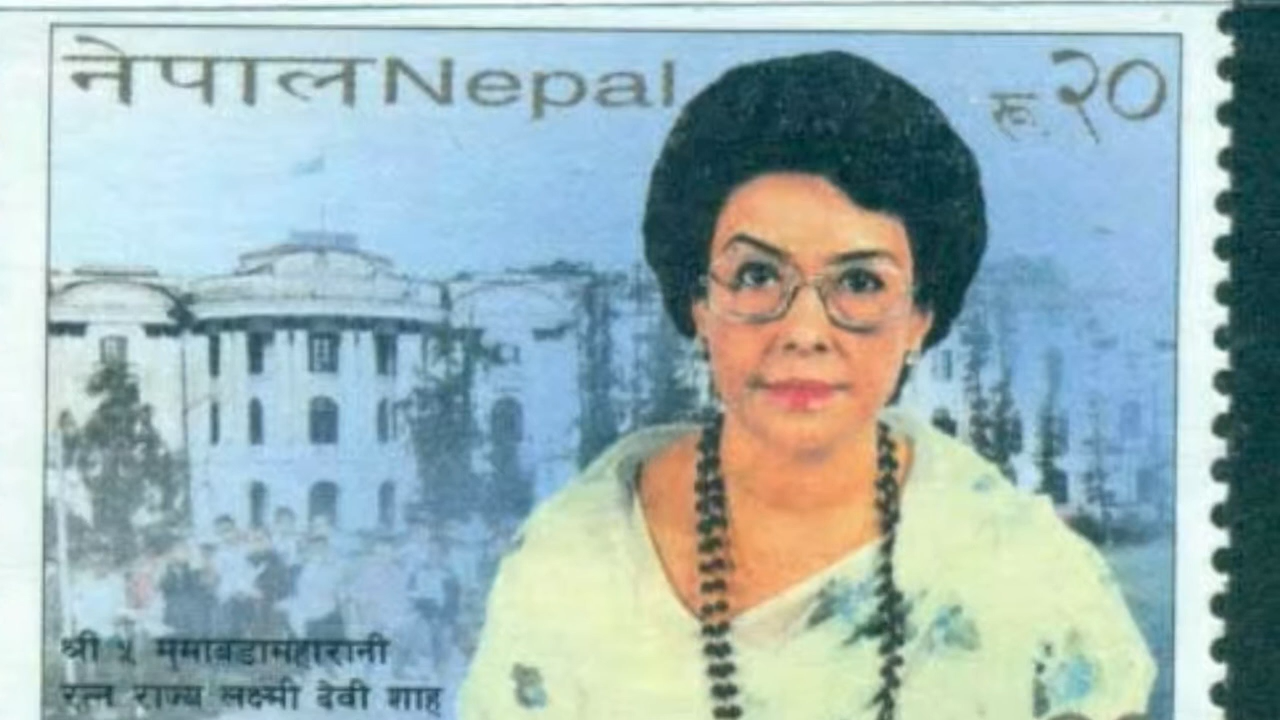 नेपाल Nepal
रू. २०
श्री ५ मुमाबडामहारानी
रत्न राज्य लक्ष्मी देवी शाह